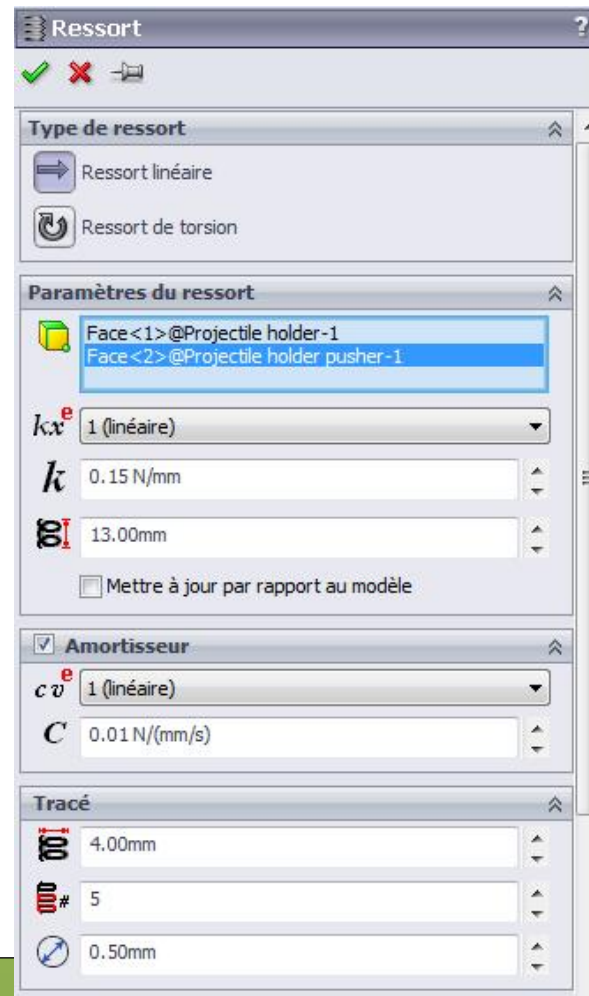 Ressort ?
Type de ressort
Ressort linéaire
Ressort de torsion
Paramètres du ressort
Face<1>@Projectile holder-1
Face<2>@Projectile holder pusher-1
kx^e 1 (linéaire)
k 0.15 N/mm
13.00mm
Mettre à jour par rapport au modèle
Amortisseur
cv^e 1 (linéaire)
C 0.01 N/(mm/s)
Tracé
4.00mm
# 5
0.50mm